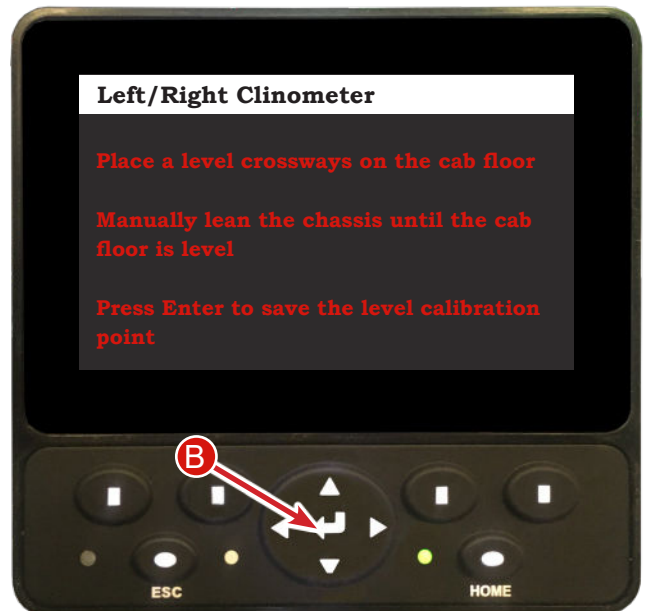 Left/Right Clinometer
Place a level crossways on the cab floor
Manually lean the chassis until the cab
floor is level
Press Enter to save the level calibration
point
B
ESC
HOME